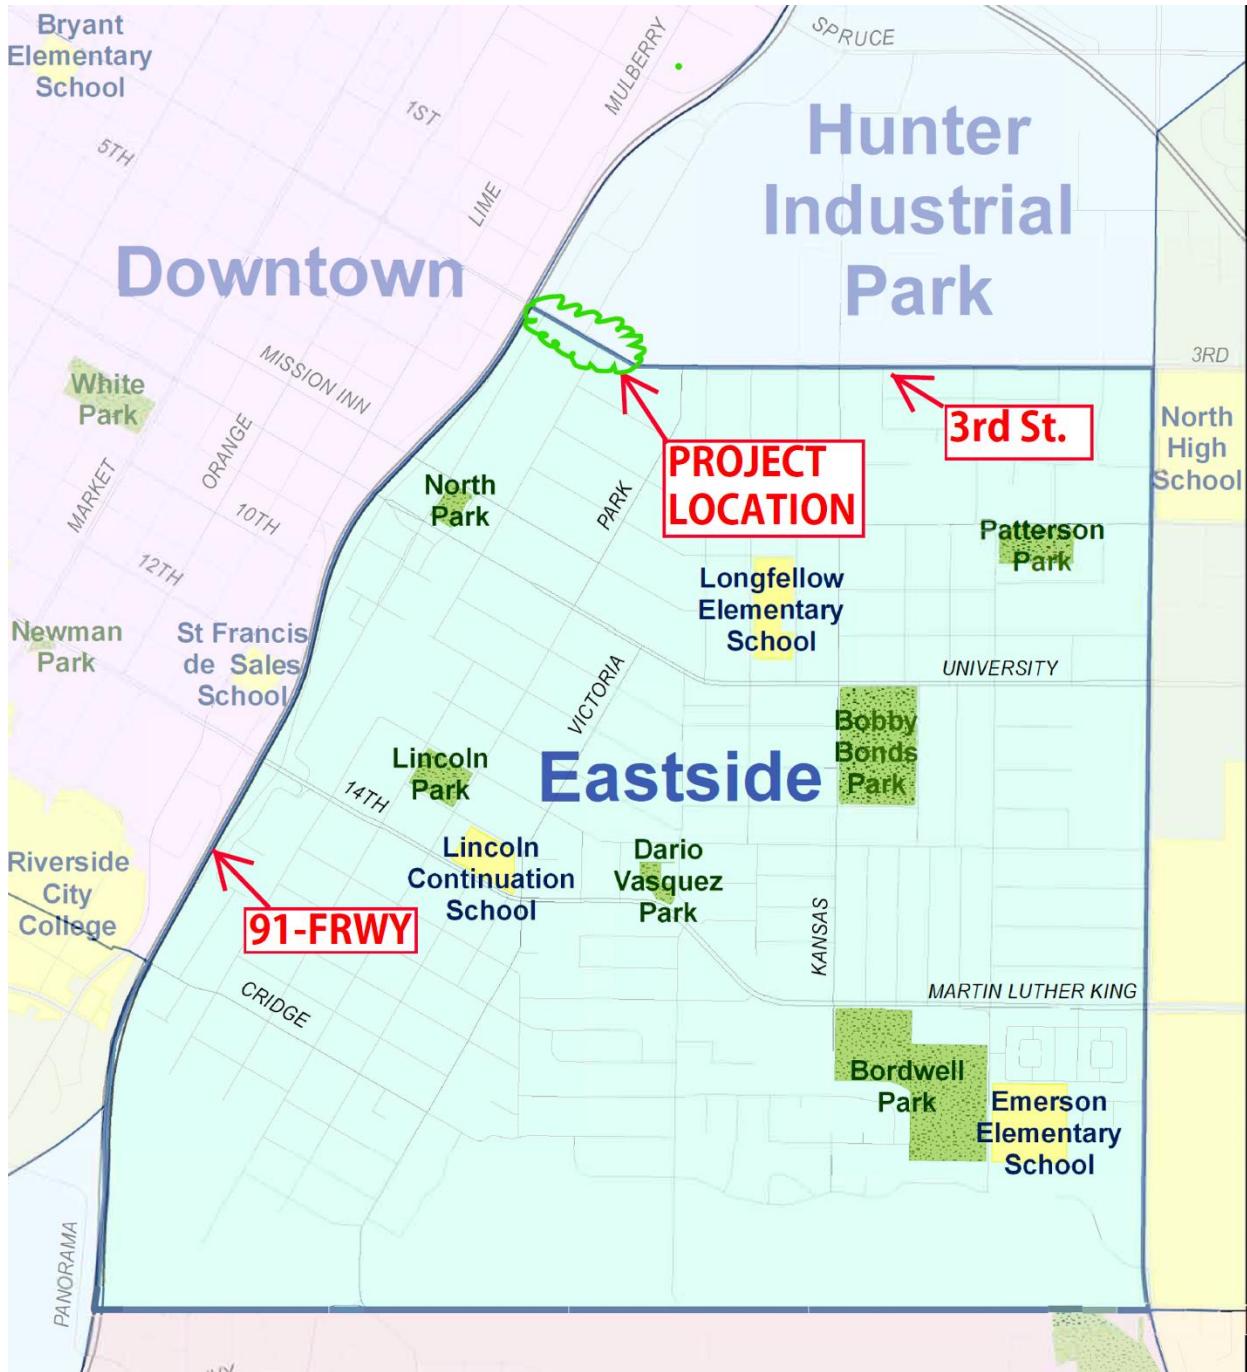 Bryant
Elementary
School
MULBERRY
SPRUCE
1ST
5TH
LIME
Hunter
Industrial
Park
Downtown
MISSION INN
White
Park
ORANGE
MARKET
10TH
12TH
3RD
3rd St.
PROJECT
LOCATION
North
High
School
North
Park
PARK
Patterson
Park
Longfellow
Elementary
School
Newman
Park
St Francis
de Sales
School
VICTORIA
UNIVERSITY
Bobby
Bonds
Park
Eastside
Lincoln
Park
14TH
Lincoln
Continuation
School
Dario
Vasquez
Park
Riverside
City
College
91-FRWY
KANSAS
CRIDGE
MARTIN LUTHER KING
Bordwell
Park
Emerson
Elementary
School
PANORAMA